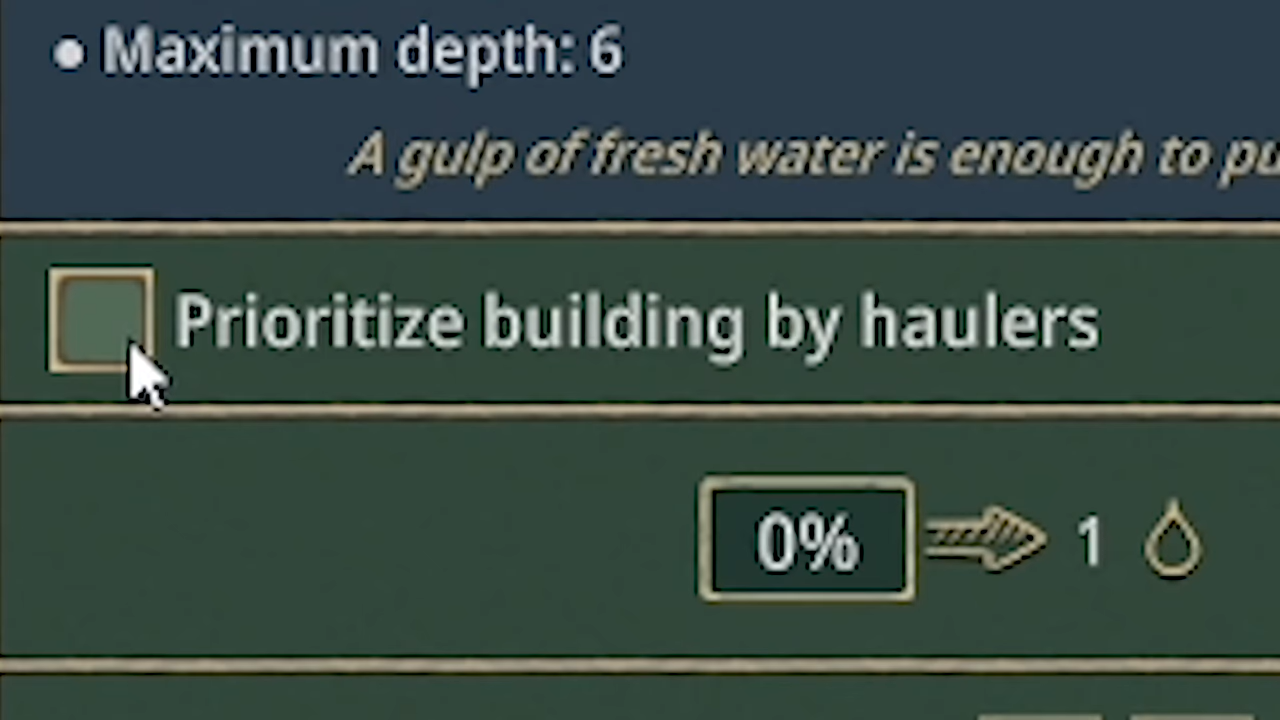 • Maximum depth: 6
A gulp of fresh water is enough to pu
Prioritize building by haulers
0% 1